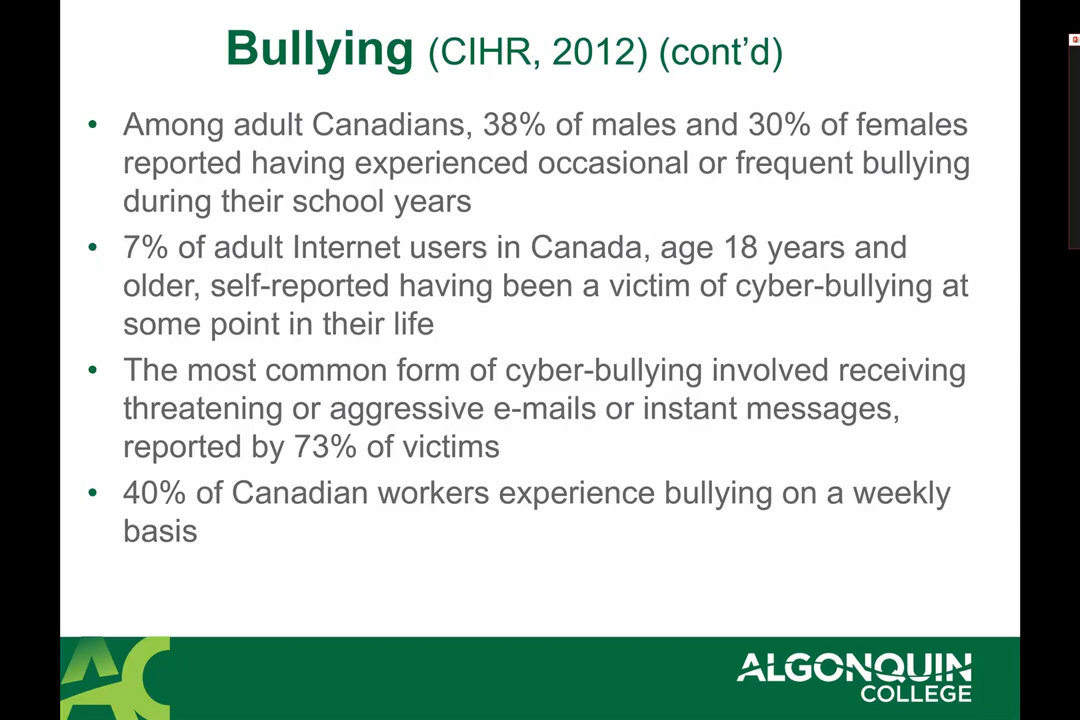 Bullying (CIHR, 2012) (cont’d)
• Among adult Canadians, 38% of males and 30% of females
reported having experienced occasional or frequent bullying
during their school years
• 7% of adult Internet users in Canada, age 18 years and
older, self-reported having been a victim of cyber-bullying at
some point in their life
• The most common form of cyber-bullying involved receiving
threatening or aggressive e-mails or instant messages,
reported by 73% of victims
• 40% of Canadian workers experience bullying on a weekly
basis
AC
ALGONQUIN
COLLEGE